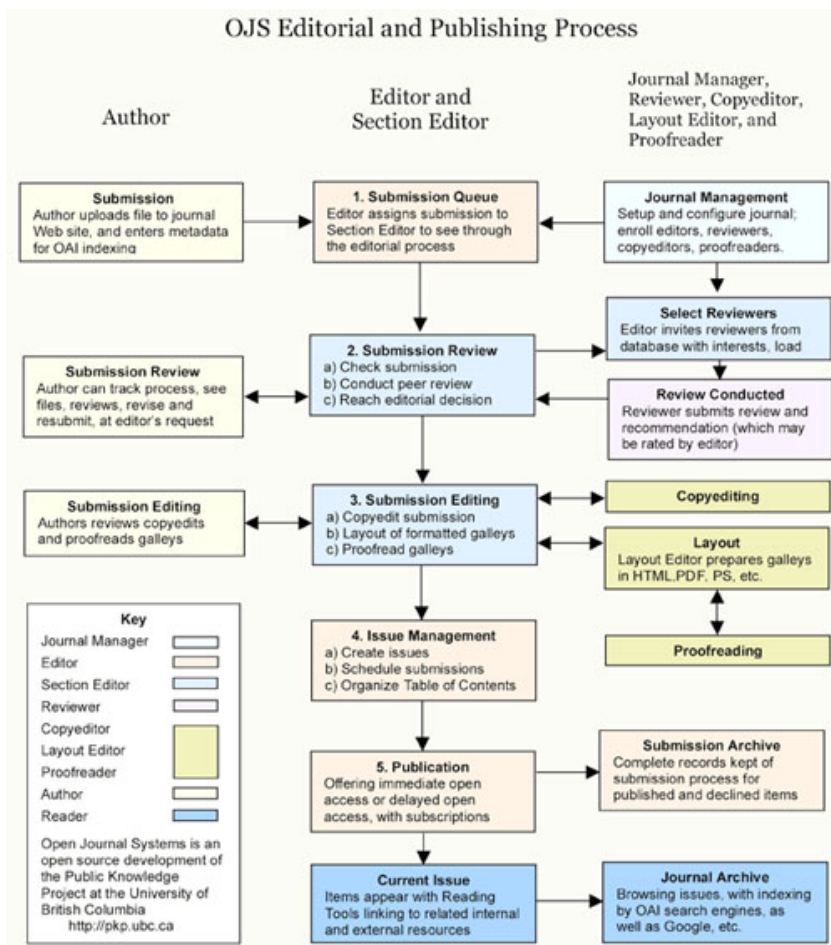 OJS Editorial and Publishing Process
Author
Editor and
Section Editor
Journal Manager,
Reviewer, Copyeditor,
Layout Editor, and
Proofreader
Submission
Author uploads file to journal
Web site, and enters metadata
for OAI indexing
1. Submission Queue
Editor assigns submission to
Section Editor to see through
the editorial process
Journal Management
Setup and configure journal;
enroll editors, reviewers,
copyeditors, proofreaders.
Select Reviewers
Editor invites reviewers from
database with interests, load
2. Submission Review
a) Check submission
b) Conduct peer review
c) Reach editorial decision
Submission Review
Author can track process, see
files, reviews, revise and
resubmit, at editor's request
Review Conducted
Reviewer submits review and
recommendation (which may
be rated by editor)
Submission Editing
Authors reviews copyedits
and proofreads galleys
3. Submission Editing
a) Copyedit submission
b) Layout of formatted galleys
c) Proofread galleys
Copyediting
Layout
Layout Editor prepares galleys
in HTML,PDF, PS, etc.
Proofreading
4. Issue Management
a) Create issues
b) Schedule submissions
c) Organize Table of Contents
5. Publication
Offering immediate open
access or delayed open
access, with subscriptions
Submission Archive
Complete records kept of
submission process for
published and declined items
Current Issue
Items appear with Reading
Tools linking to related internal
and external resources
Journal Archive
Browsing issues, with indexing
by OAI search engines, as
well as Google, etc.
Key
Journal Manager
Editor
Section Editor
Reviewer
Copyeditor
Layout Editor
Proofreader
Author
Reader
Open Journal Systems is an
open source development of
the Public Knowledge
Project at the University of
British Columbia
http://pkp.ubc.ca